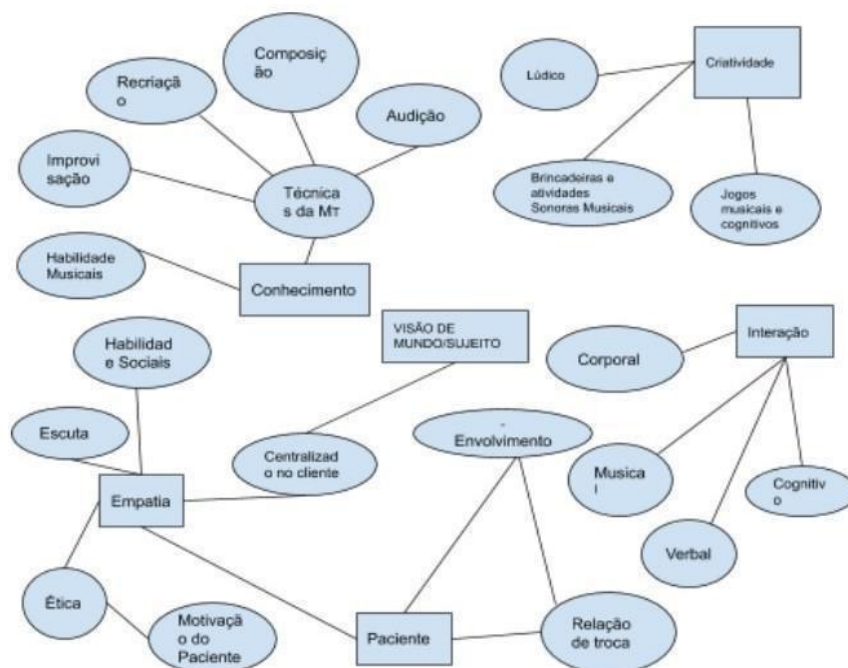 Composiç
ão
Recriaçã
o
Audição
Improvi
sação
Técnica
s da MT
Habilidade
Musicais
Conhecimento
Lúdico
Criatividade
Brincadeiras e
atividades
Sonoras Musicais
Jogos
musicais e
cognitivos
VISÃO DE
MUNDO/SUJEITO
Habilidad
e Sociais
Escuta
Centralizad
o no cliente
Empatia
Ética
Motivaçã
o do
Paciente
-
Envolvimento
Paciente
Relação
de troca
Interação
Corporal
Musica
l
Verbal
Cognitiv
o